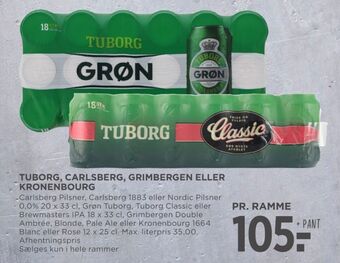 18
TUBORG
GRØN
TUBORG
GRØN
18
TUBORG
Classic
TUBORG, CARLSBERG, GRIMBERGEN ELLER
KRONENBOURG
Carlsberg Pilsner, Carlsberg 1883 eller Nordic Pilsner
0,0% 20 x 33 cl, Grøn Tuborg, Tuborg Classic eller
Brewmasters IPA 18 x 33 cl, Grimbergen Double
Ambrée, Blonde, Pale Ale eller Kronenbourg 1664
Blanc eller Rose 12 x 25 cl. Max. literpris 35,00.
Afhentningspris
Sælges kun i hele rammer
PR. RAMME
105.-
+ PANT